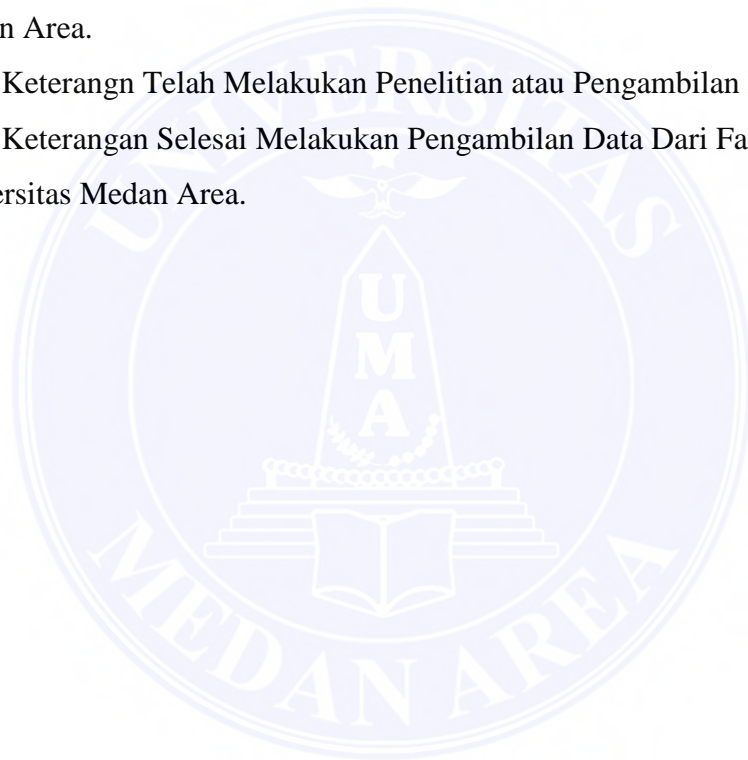 n Area.
Keterangn Telah Melakukan Penelitian atau Pengambilan
Keterangan Selesai Melakukan Pengambilan Data Dari Fa
ersitas Medan Area.
UNIVERSITAS
U
M
A
MEDAN AREA